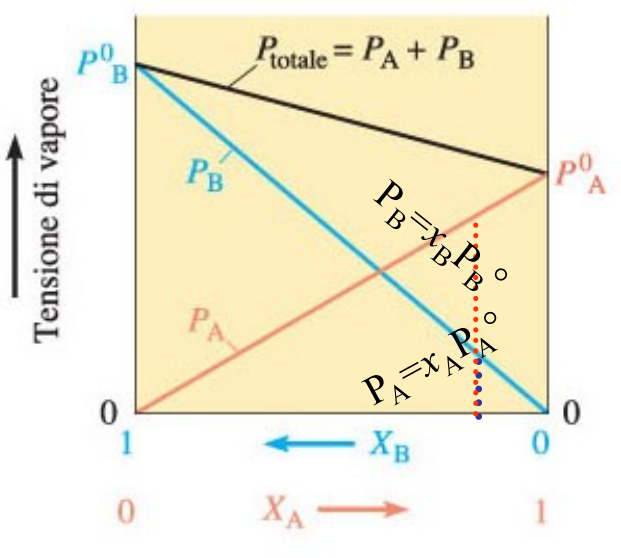 P⁰B
Ptotale = PA + PB
PB
P⁰A
PB=xBPB°
PA
PA=xAPA°
Tensione di vapore
0
0
1
XB
0
0
XA
1